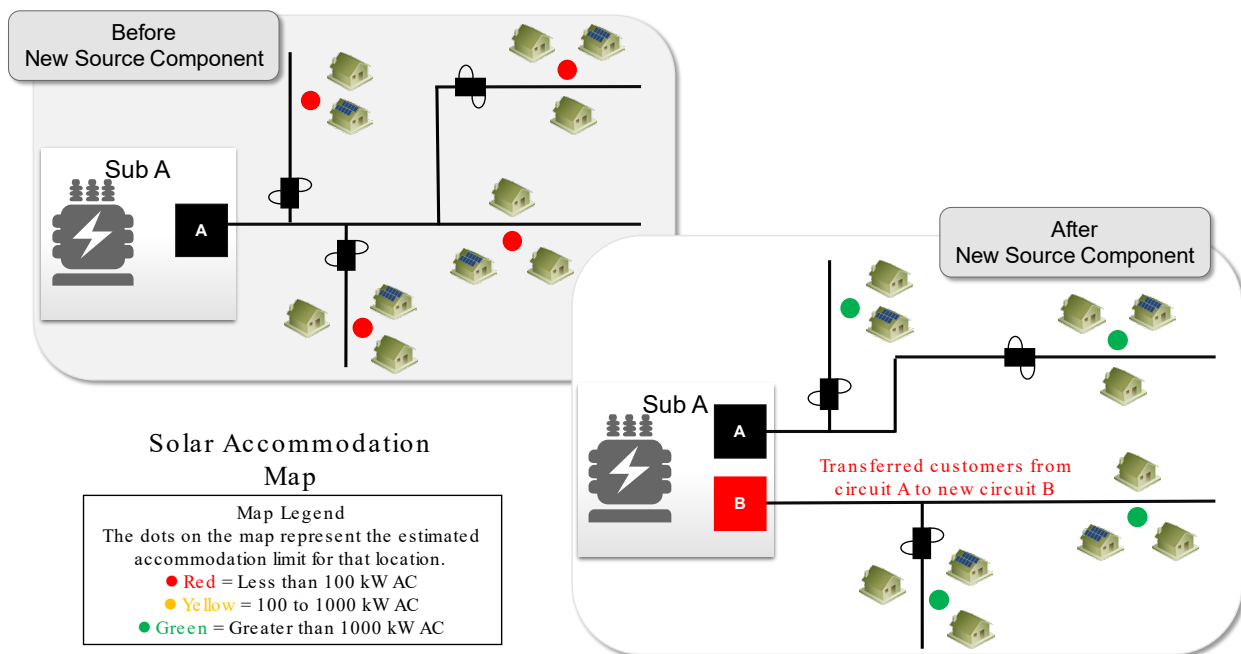 Before
New Source Component
Sub A
A
After
New Source Component
Sub A
A
B
Transferred customers from
circuit A to new circuit B
Solar Accommodation
Map
Map Legend
The dots on the map represent the estimated
accommodation limit for that location.
Red = Less than 100 kW AC
Yellow = 100 to 1000 kW AC
Green = Greater than 1000 kW AC